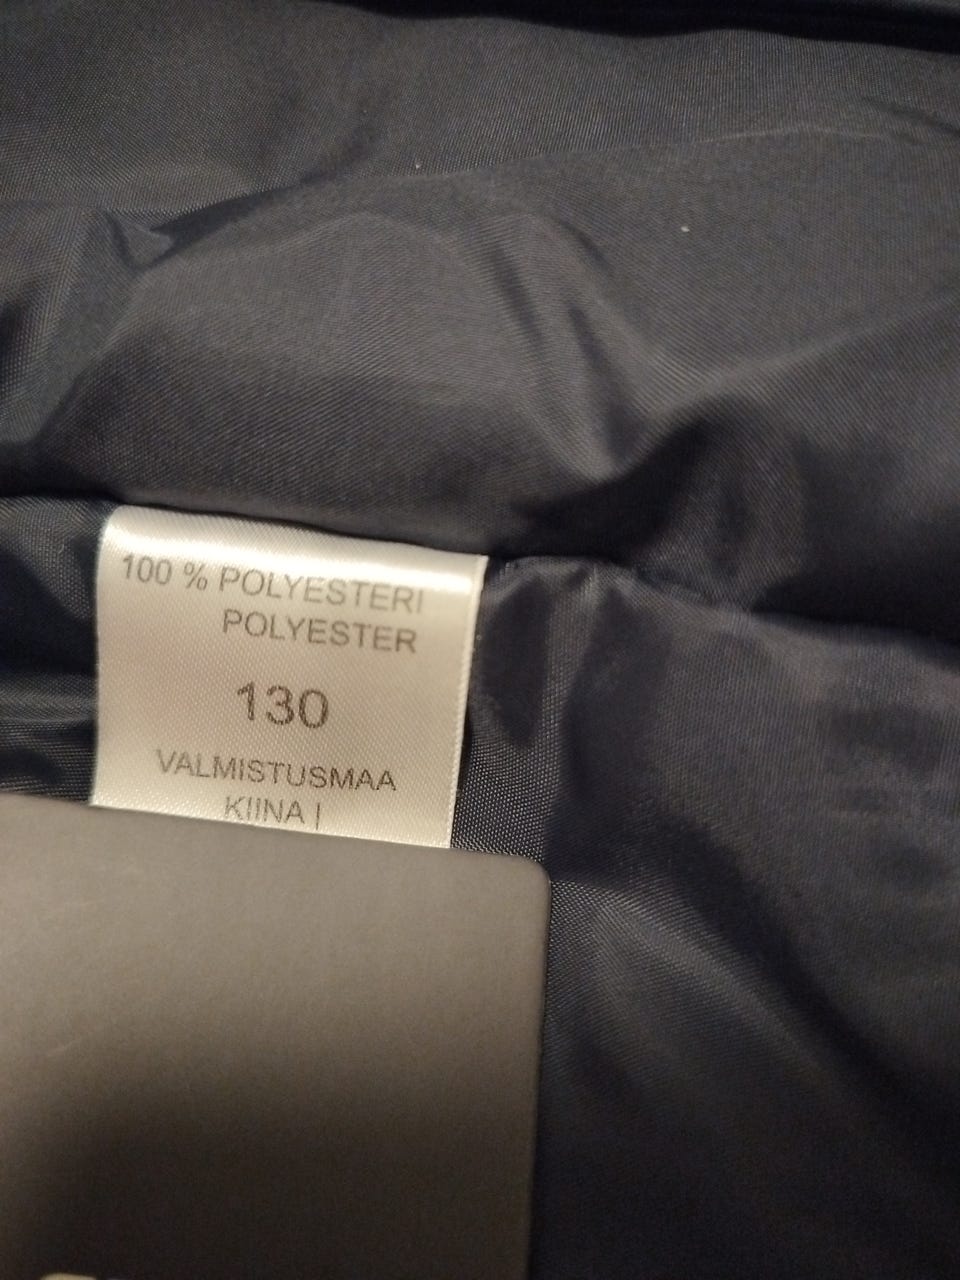 100 % POLYESTERI
POLYESTER
130
VALMISTUSMAA
KIINA |